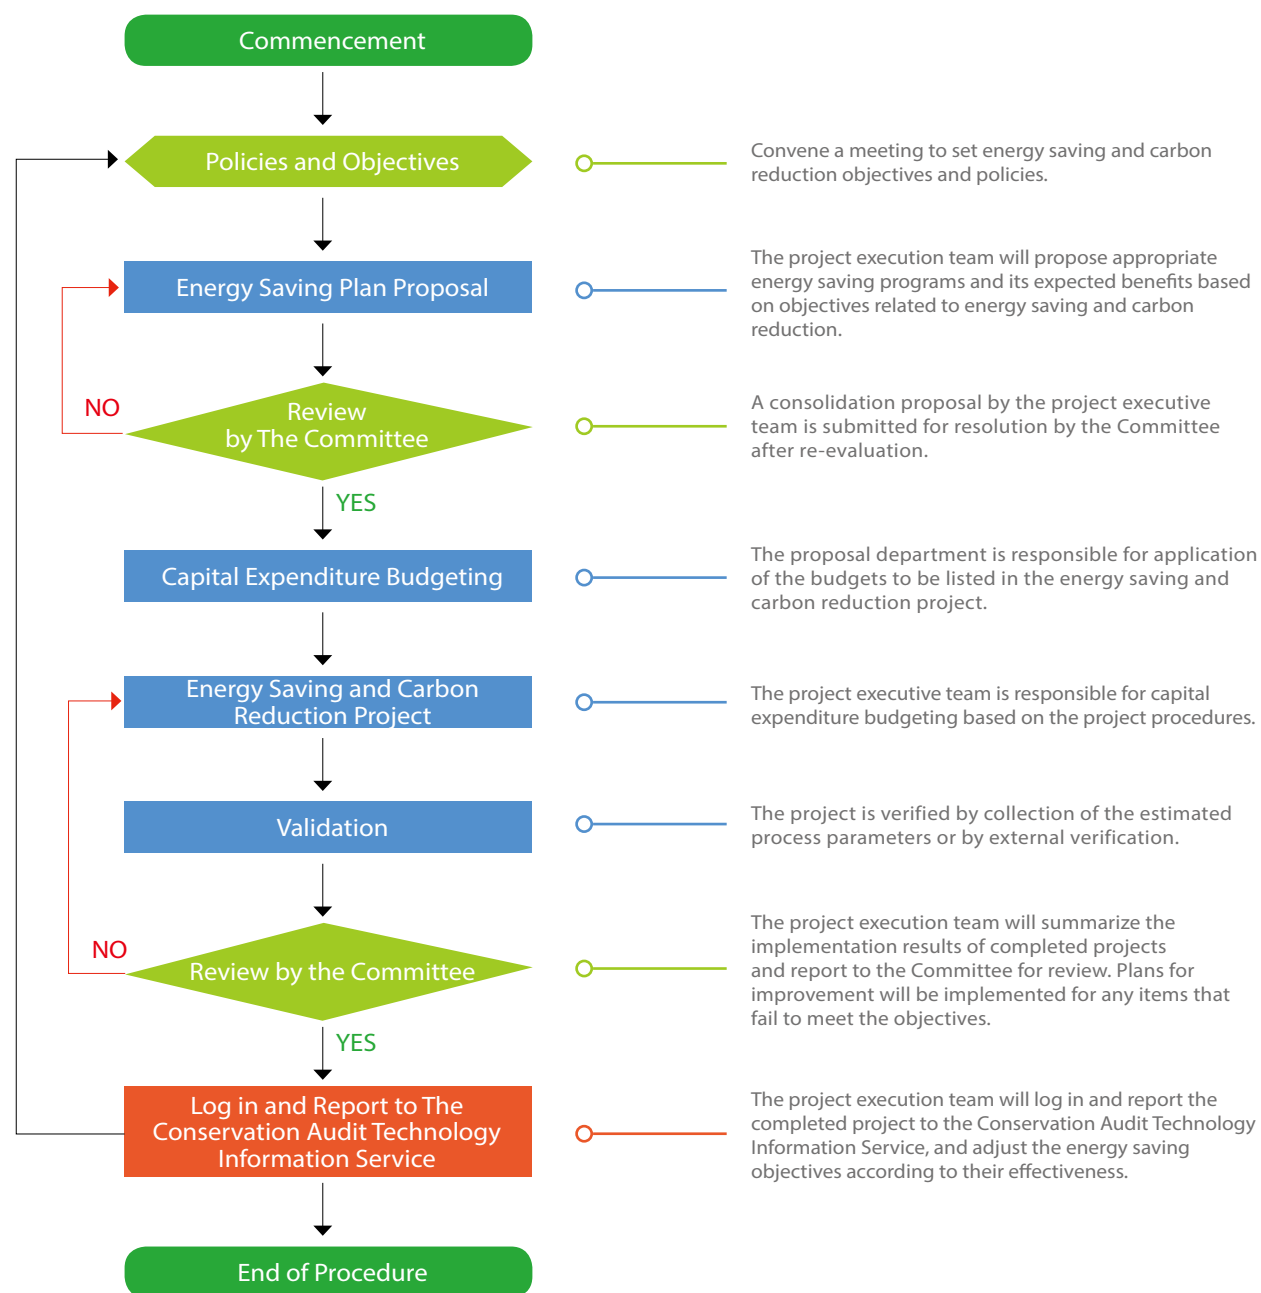 Commencement
Policies and Objectives
Convene a meeting to set energy saving and carbon
reduction objectives and policies.
Energy Saving Plan Proposal
The project execution team will propose appropriate
energy saving programs and its expected benefits based
on objectives related to energy saving and carbon
reduction.
NO
Review
by The Committee
A consolidation proposal by the project executive
team is submitted for resolution by the Committee
after re-evaluation.
YES
Capital Expenditure Budgeting
The proposal department is responsible for application
of the budgets to be listed in the energy saving and
carbon reduction project.
Energy Saving and Carbon
Reduction Project
The project executive team is responsible for capital
expenditure budgeting based on the project procedures.
Validation
The project is verified by collection of the estimated
process parameters or by external verification.
NO
Review by the Committee
The project execution team will summarize the
implementation results of completed projects
and report to the Committee for review. Plans for
improvement will be implemented for any items that
fail to meet the objectives.
YES
Log in and Report to The
Conservation Audit Technology
Information Service
The project execution team will log in and report the
completed project to the Conservation Audit Technology
Information Service, and adjust the energy saving
objectives according to their effectiveness.
End of Procedure